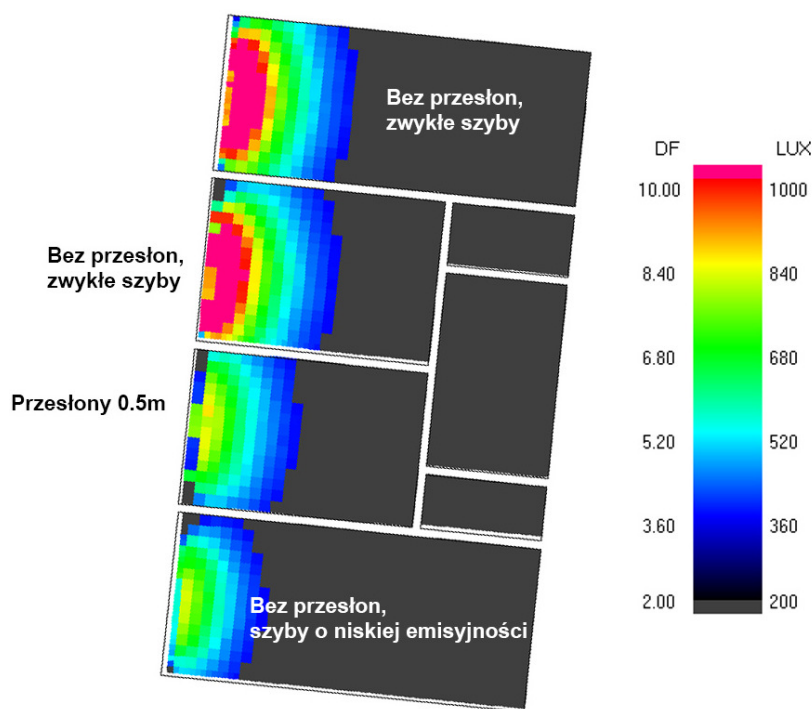 Bez przesłon,
zwykłe szyby
Bez przesłon,
zwykłe szyby
Przesłony 0.5m
Bez przesłon,
szyby o niskiej emisyjności
DF LUX
10.00 1000
8.40 840
6.80 680
5.20 520
3.60 360
2.00 200